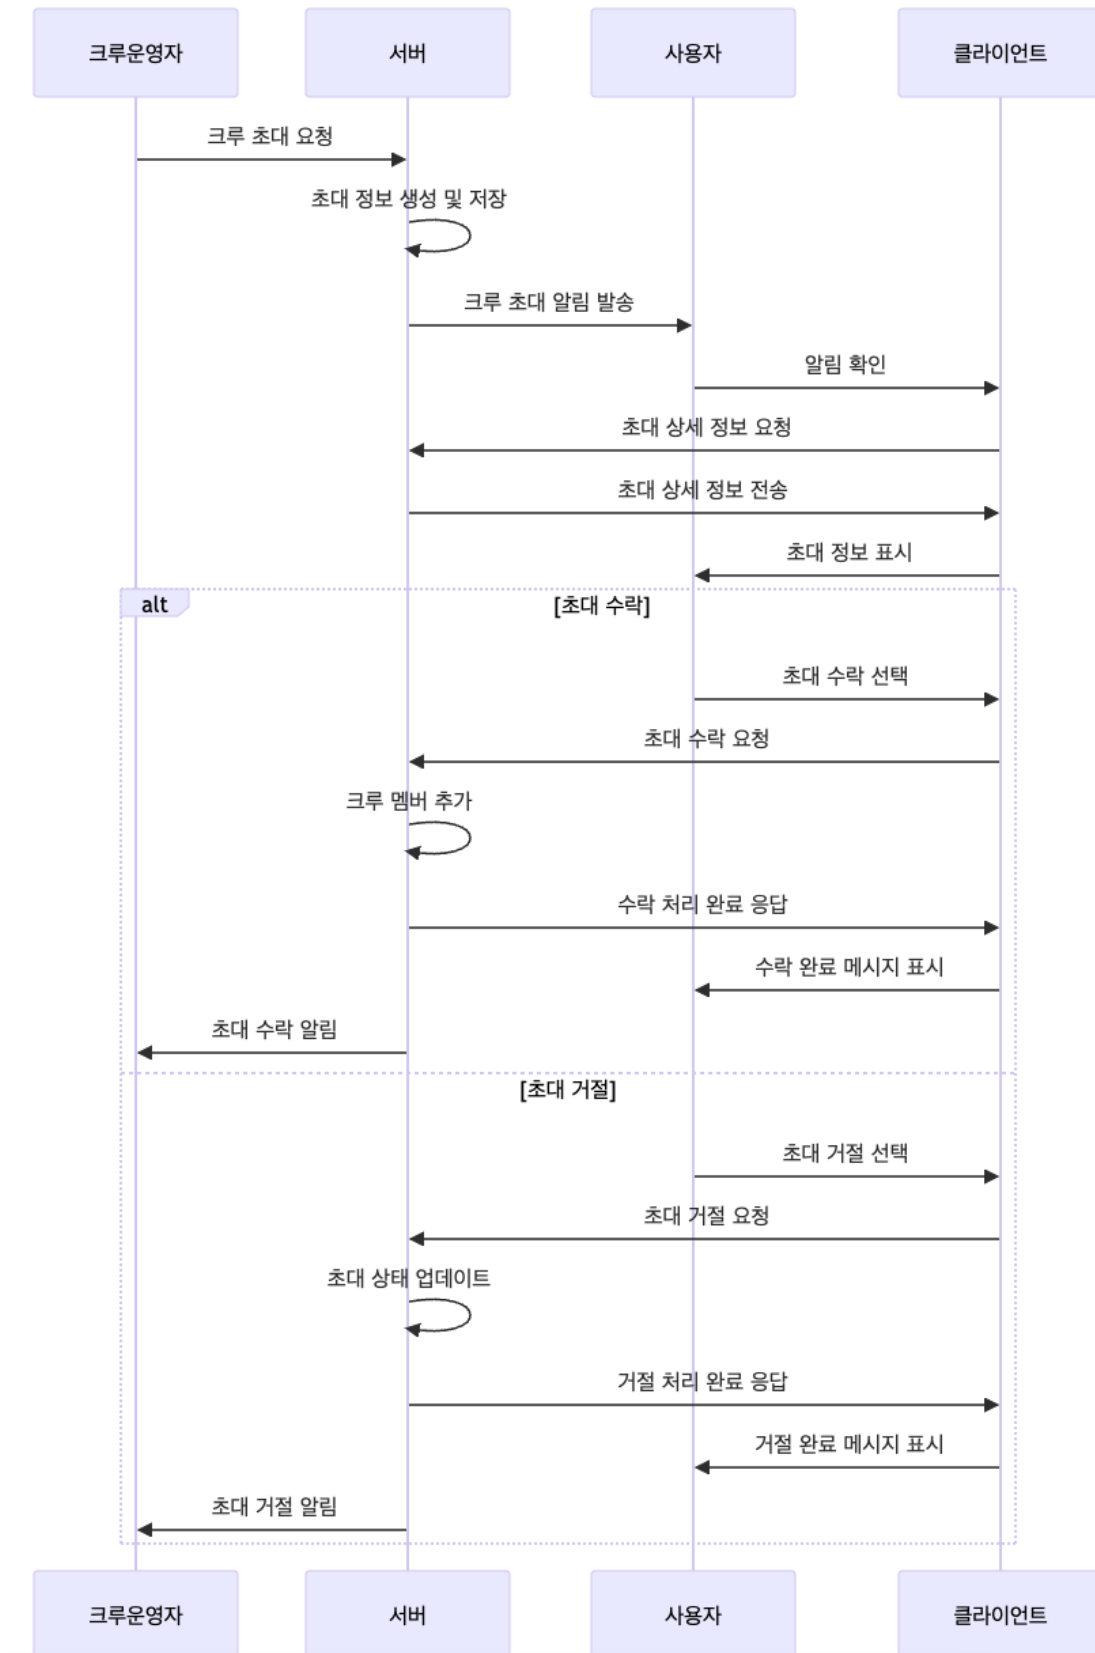 크루운영자
서버
사용자
클라이언트
크루 초대 요청
초대 정보 생성 및 저장
크루 초대 알림 발송
알림 확인
초대 상세 정보 요청
초대 상세 정보 전송
초대 정보 표시
alt
[초대 수락]
초대 수락 선택
초대 수락 요청
크루 멤버 추가
수락 처리 완료 응답
수락 완료 메시지 표시
초대 수락 알림
[초대 거절]
초대 거절 선택
초대 거절 요청
초대 상태 업데이트
거절 처리 완료 응답
거절 완료 메시지 표시
초대 거절 알림
크루운영자
서버
사용자
클라이언트